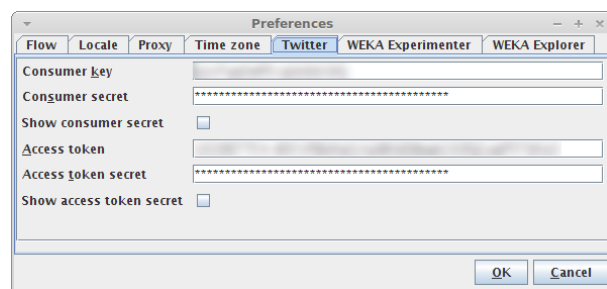 Preferences
Flow Locale Proxy Time zone Twitter WEKA Experimenter WEKA Explorer
Consumer key
Consumer secret *****************************************
Show consumer secret
Access token
Access token secret *****************************************
Show access token secret
OK Cancel